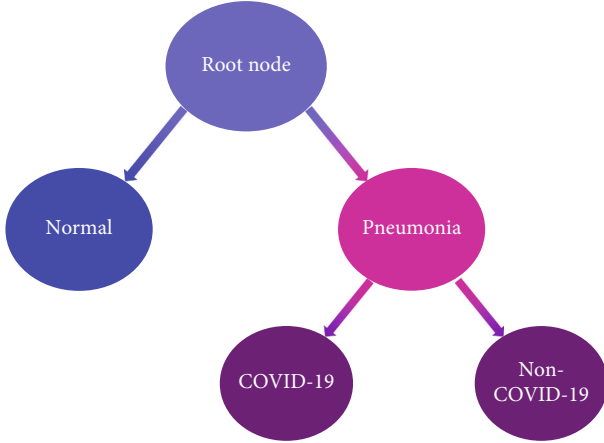 Root node
Normal
Pneumonia
COVID-19
Non-
COVID-19